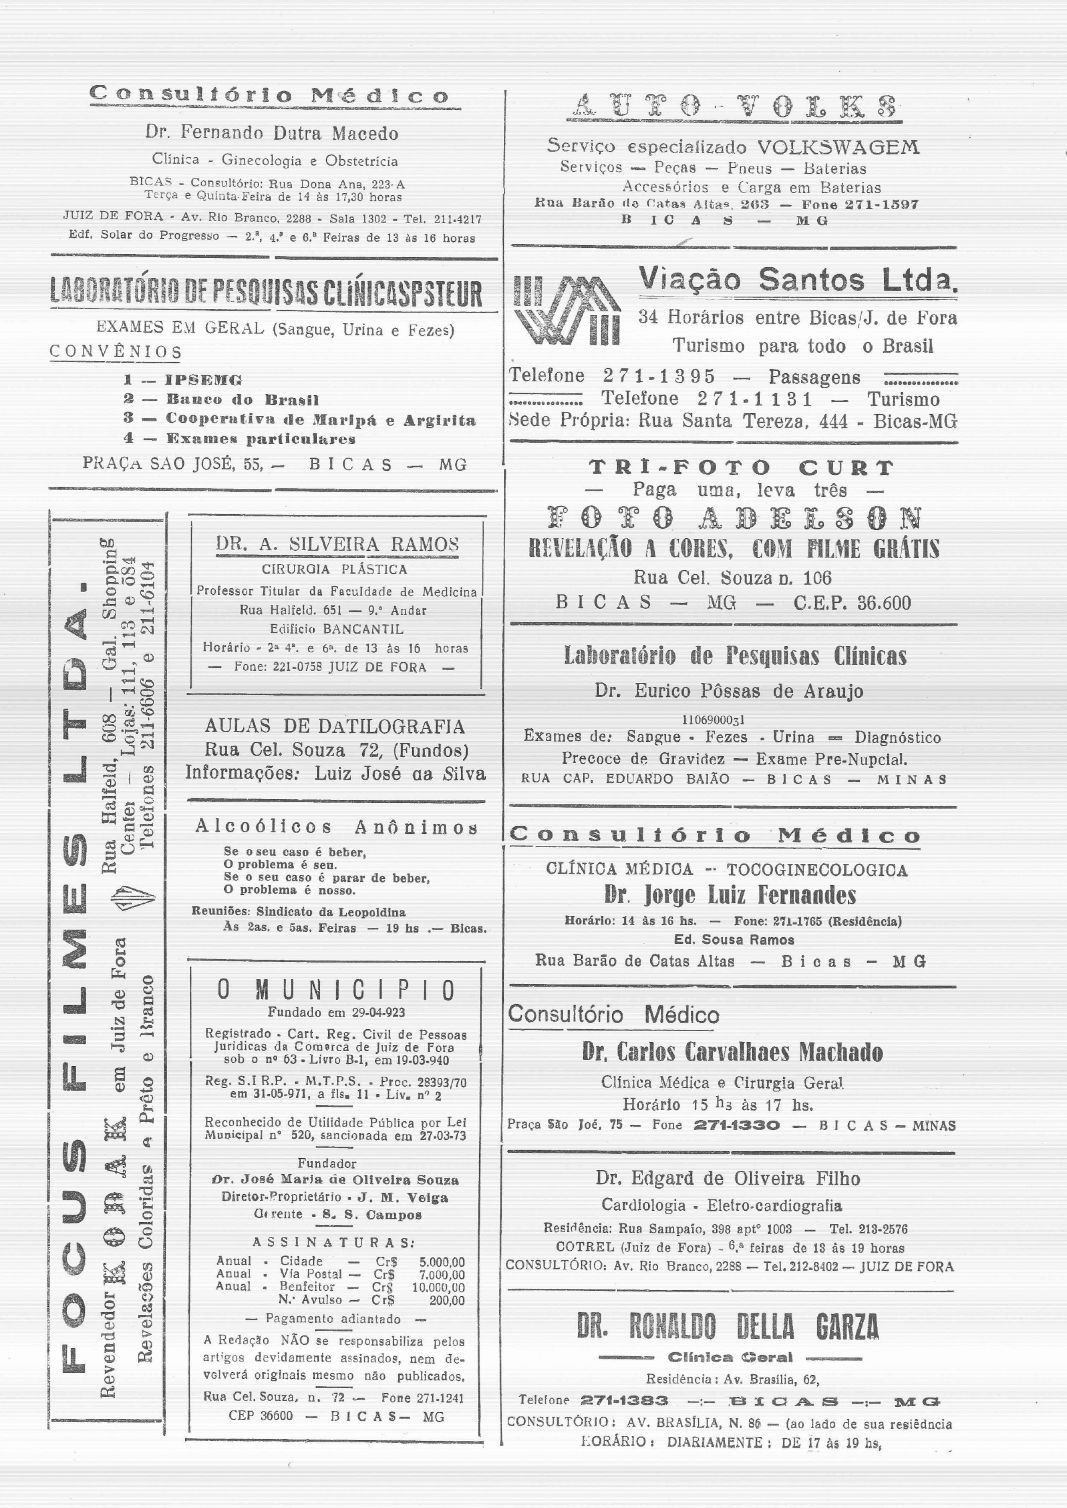 Consultório Médico
Dr. Fernando Dutra Macedo
Clínica - Ginecologia e Obstetrícia
BICAS - Consultório: Rua Dona Ana, 223-A
Terça e Quinta-Feira de 14 às 17,30 horas
JUIZ DE FORA - Av. Rio Branco, 2288 - Sala 1302 - Tel. 211-4217
Edf. Solar do Progresso — 2.ª, 4.ª e 6.ª Feiras de 13 às 16 horas
LABORATÓRIO DE PESQUISAS CLÍNICAS PSTEUR
EXAMES EM GERAL (Sangue, Urina e Fezes)
CONVÊNIOS
1 — IPSEMG
2 — Banco do Brasil
3 — Cooperativa de Maripá e Argirita
4 — Exames particulares
PRAÇA SAO JOSÉ, 55, — BICAS — MG
FOCUS FILMES LTDA.
Rua Halfeld, 608 — Gal. Shopping
Center — Lojas: 111, 113 e 084
Telefones 211-6606 e 211-6104
Revendedor KODAK em Juiz de Fora
Revelações Coloridas e Prêto e Branco
DR. A. SILVEIRA RAMOS
CIRURGIA PLÁSTICA
Professor Titular da Faculdade de Medicina
Rua Halfeld, 651 — 9.º Andar
Edifício BANCANTIL
Horário - 2ª 4ª. e 6ª. de 13 às 16 horas
— Fone: 221-0758 JUIZ DE FORA —
AULAS DE DATILOGRAFIA
Rua Cel. Souza 72, (Fundos)
Informações: Luiz José da Silva
Alcoólicos Anônimos
Se o seu caso é beber,
O problema é seu.
Se o seu caso é parar de beber,
O problema é nosso.
Reuniões: Sindicato da Leopoldina
Às 2as. e 5as. Feiras — 19 hs .— Bicas.
O MUNICIPIO
Fundado em 29-04-923
Registrado - Cart. Reg. Civil de Pessoas
Juridicas da Comarca de Juiz de Fora
sob o nº 63 - Livro B-1, em 19-03-940
Reg. S.I R.P. - M.T.P.S. - Proc. 28393/70
em 31-05-971, a fls. 11 - Liv. nº 2
Reconhecido de Utilidade Pública por Lei
Municipal nº 520, sancionada em 27-03-73
Fundador
Dr. José Maria de Oliveira Souza
Diretor-Proprietário - J. M. Veiga
Gerente - S. S. Campos
ASSINATURAS:
Anual - Cidade — Cr$ 5.000,00
Anual - Via Postal — Cr$ 7.000,00
Anual - Benfeitor — Cr$ 10.000,00
N.º Avulso — Cr$ 200,00
— Pagamento adiantado —
A Redação NÃO se responsabiliza pelos
artigos devidamente assinados, nem de-
volverá originais mesmo não publicados.
Rua Cel. Souza, n. 72 — Fone 271-1241
CEP 36600 — BICAS — MG
AUTO-VOLKS
Serviço especializado VOLKSWAGEM
Serviços — Peças — Pneus — Baterias
Accessórios e Carga em Baterias
Rua Barão de Catas Altas, 263 — Fone 271-1597
BICAS — MG
Viação Santos Ltda.
34 Horários entre Bicas/J. de Fora
Turismo para todo o Brasil
Telefone 271-1395 — Passagens
Telefone 271-1131 — Turismo
Sede Própria: Rua Santa Tereza, 444 - Bicas-MG
TRI-FOTO CURT
— Paga uma, leva três —
FOTO ADELSON
REVELAÇÃO A CORES, COM FILME GRÁTIS
Rua Cel. Souza n. 106
BICAS — MG — C.E.P. 36.600
Laboratório de Pesquisas Clínicas
Dr. Eurico Pôssas de Araujo
1106900031
Exames de: Sangue - Fezes - Urina — Diagnóstico
Precoce de Gravidez — Exame Pre-Nupcial.
RUA CAP. EDUARDO BAIÃO — BICAS — MINAS
Consultório Médico
CLÍNICA MÉDICA -- TOCOGINECOLOGICA
Dr. Jorge Luiz Fernandes
Horário: 14 às 16 hs. — Fone: 271-1765 (Residência)
Ed. Sousa Ramos
Rua Barão de Catas Altas — Bicas — MG
Consultório Médico
Dr. Carlos Carvalhaes Machado
Clínica Médica e Cirurgia Geral
Horário 15 hs às 17 hs.
Praça São Joé, 75 — Fone 271-1330 — BICAS — MINAS
Dr. Edgard de Oliveira Filho
Cardiologia - Eletro-cardiografia
Residência: Rua Sampaio, 398 aptº 1003 — Tel. 213-2576
COTREL (Juiz de Fora) - 6.ª feiras de 13 ás 19 horas
CONSULTÓRIO: Av. Rio Branco, 2288 — Tel. 212-8402 — JUIZ DE FORA
DR. RONALDO DELLA GARZA
Clínica Geral
Residência: Av. Brasília, 62,
Telefone 271-1383 —:— BICAS —:— MG
CONSULTÓRIO: AV. BRASÍLIA, N. 86 — (ao lado de sua resiêdncia
HORÁRIO: DIARIAMENTE: DE 17 às 19 hs,